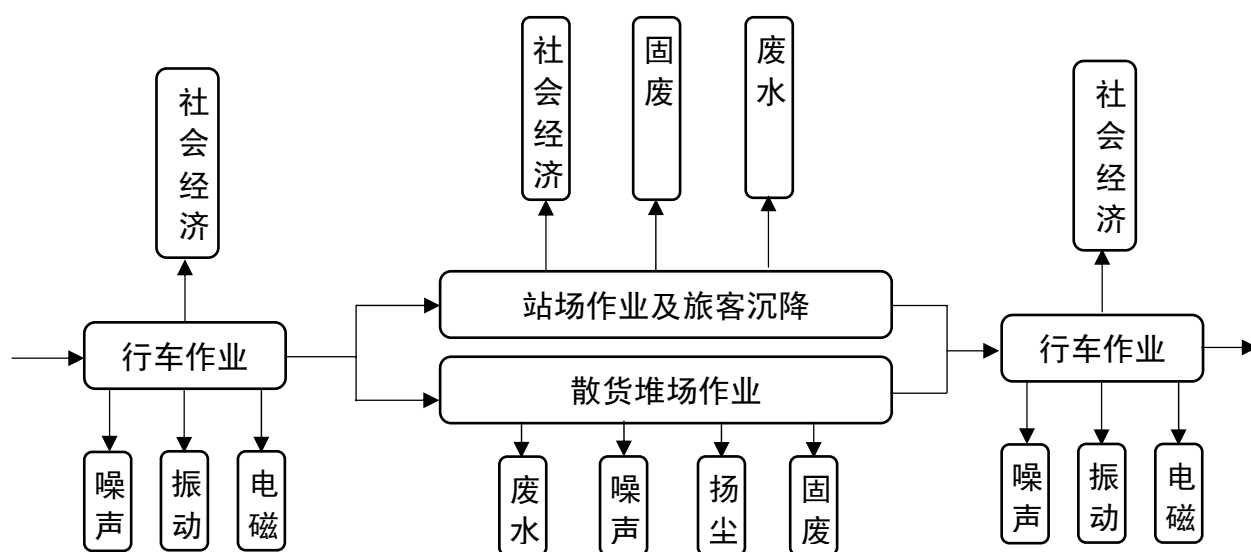 社会经济
固废
废水
社会经济
社会经济
站场作业及旅客沉降
行车作业
行车作业
散货堆场作业
噪声
振动
电磁
废水
噪声
扬尘
固废
噪声
振动
电磁